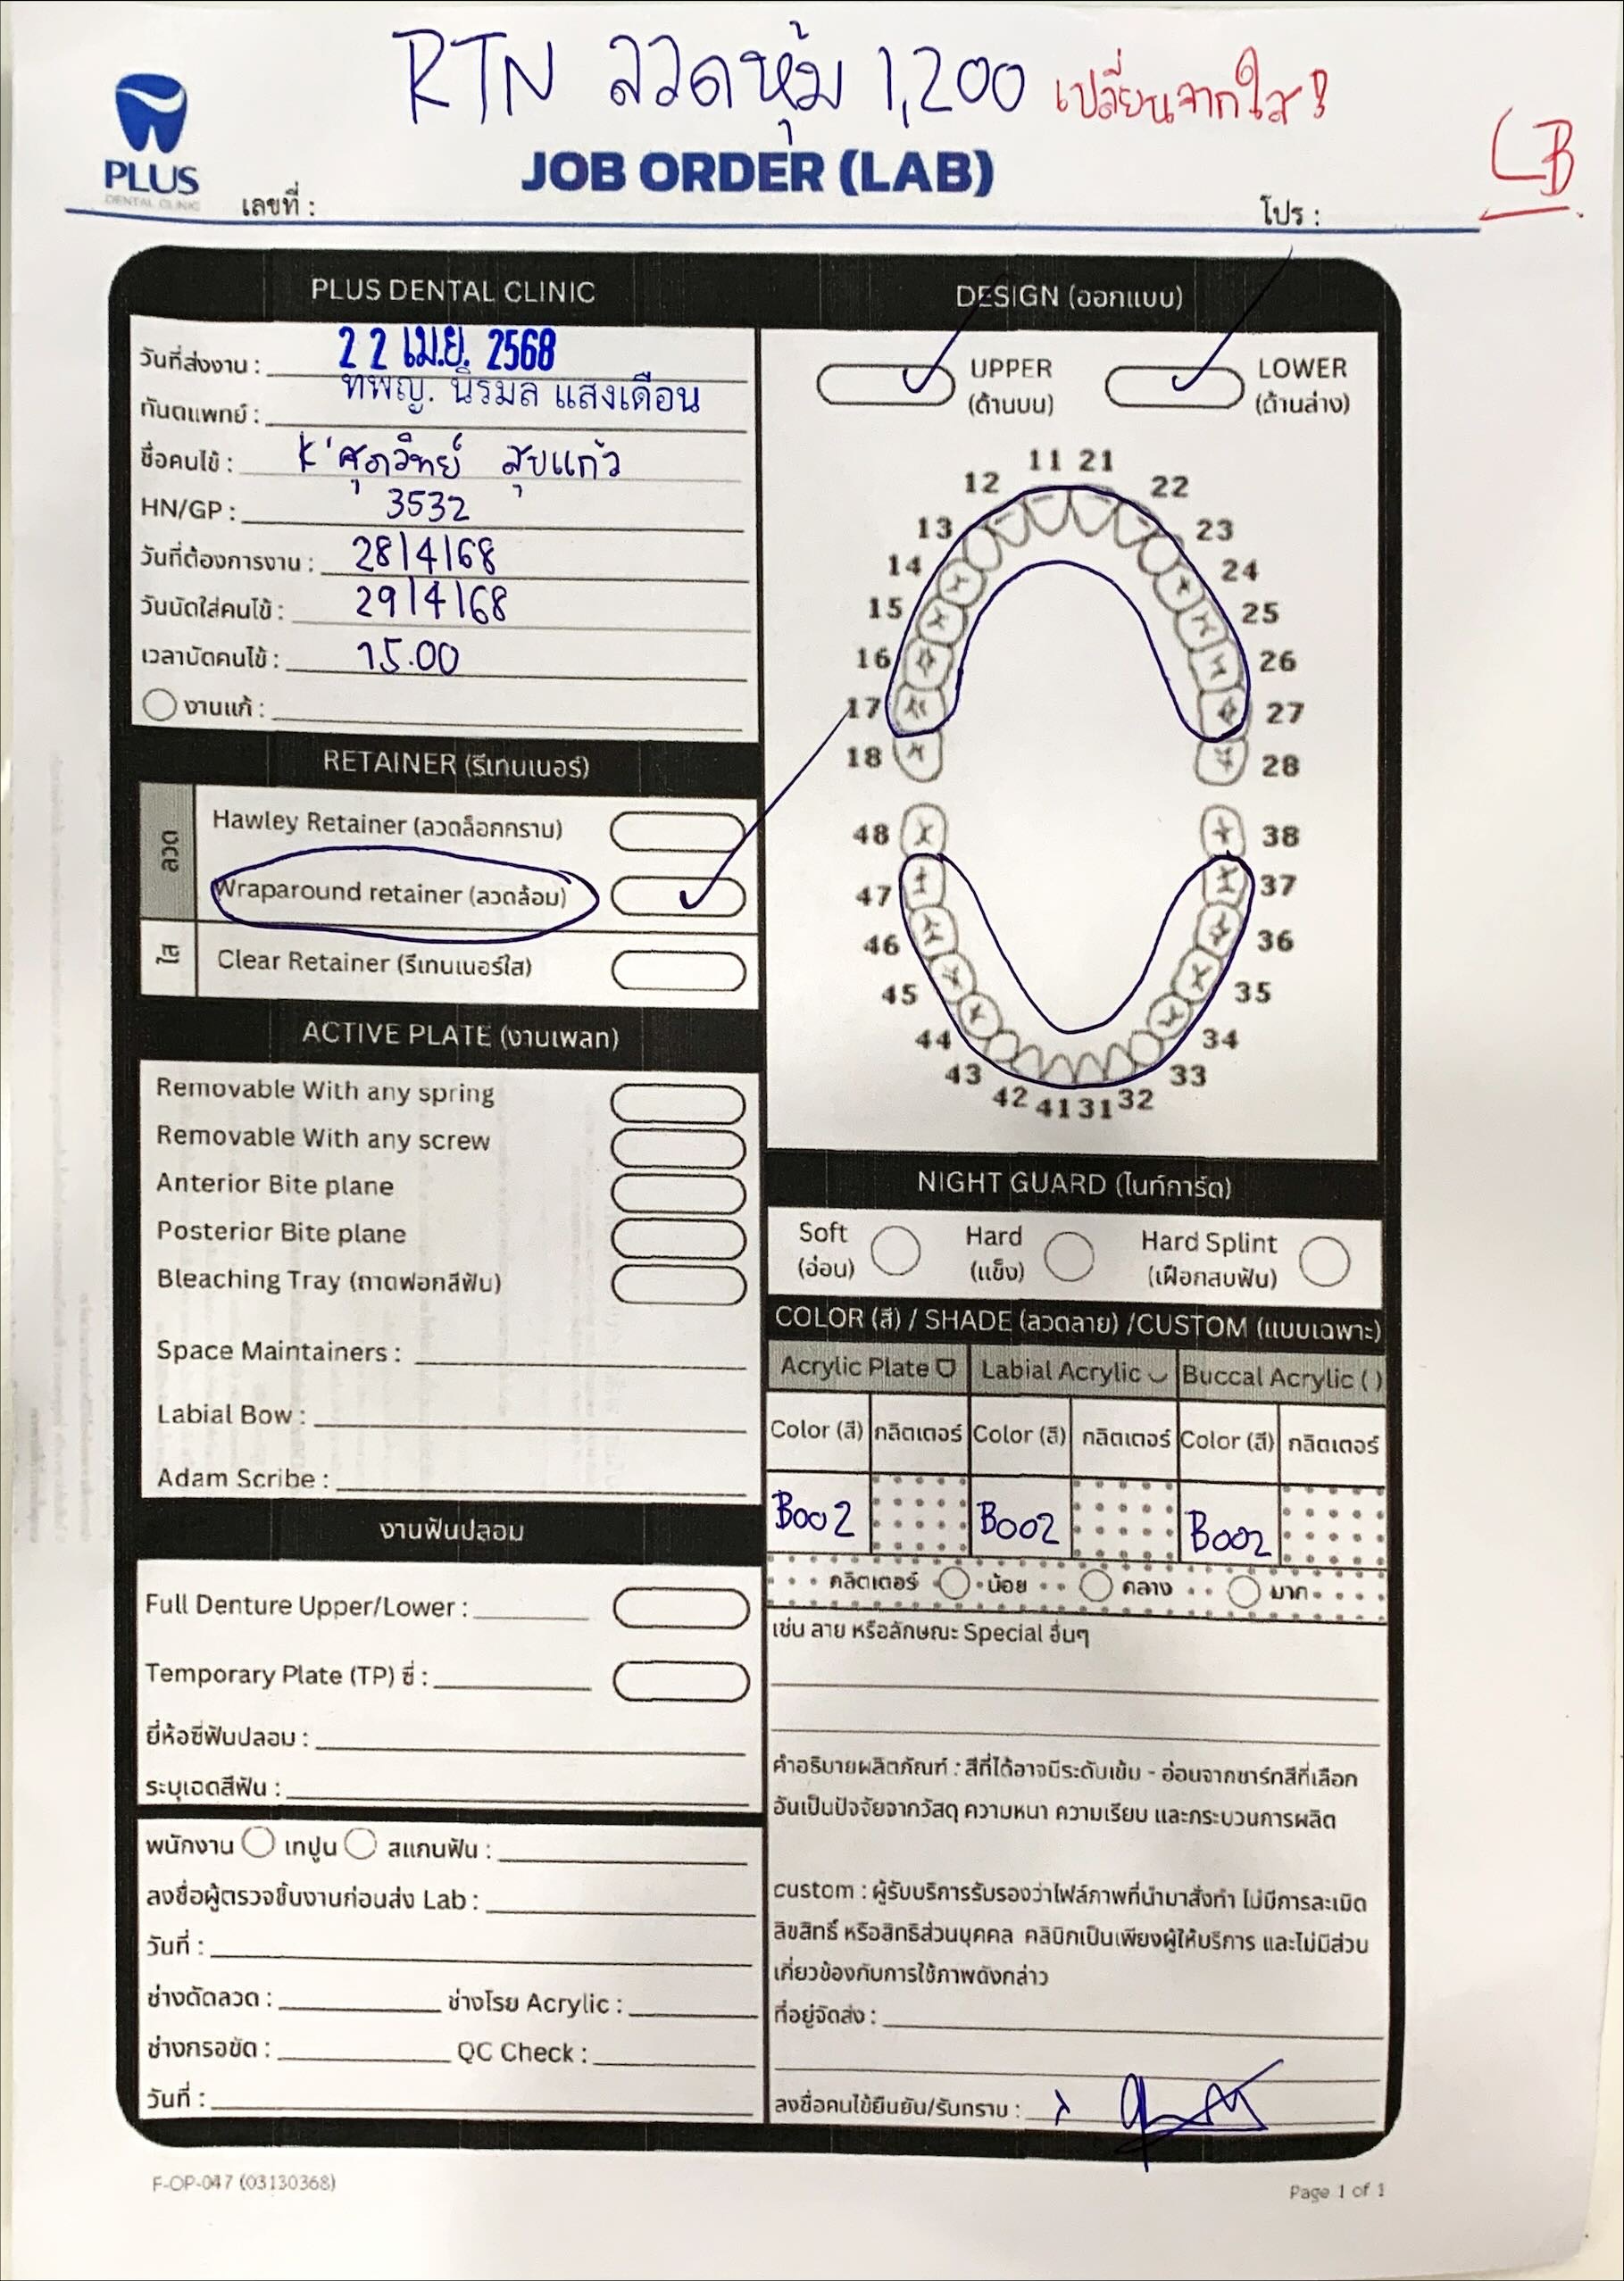 RTN ลวดหุ้ม 1,200 เปลี่ยนจากใส!
LB
PLUS
DENTAL CLINIC
JOB ORDER (LAB)
เลขที่ :
โปร :
PLUS DENTAL CLINIC
วันที่ส่งงาน : 22 เม.ย. 2568
ทันตแพทย์ : ทพญ. นิรมล แสงเดือน
ชื่อคนไข้ : K'ศุภวิทย์ สุขแก้ว
HN/GP : 3532
วันที่ต้องการงาน : 28/4/68
วันนัดใส่คนไข้ : 29/4/68
เวลานัดคนไข้ : 15.00
งานแก้ :
RETAINER (รีเทนเนอร์)
ลวด
Hawley Retainer (ลวดล็อกกราม)
Wraparound retainer (ลวดล้อม)
ใส
Clear Retainer (รีเทนเนอร์ใส)
ACTIVE PLATE (งานเพลท)
Removable With any spring
Removable With any screw
Anterior Bite plane
Posterior Bite plane
Bleaching Tray (ถาดฟอกสีฟัน)
Space Maintainers :
Labial Bow :
Adam Scribe :
งานฟันปลอม
Full Denture Upper/Lower :
Temporary Plate (TP) ซี่ :
ยี่ห้อซี่ฟันปลอม :
ระบุเฉดสีฟัน :
พนักงาน เทปูน สแกนฟัน :
ลงชื่อผู้ตรวจชิ้นงานก่อนส่ง Lab :
วันที่ :
ช่างดัดลวด : ช่างโรย Acrylic :
ช่างกรอขัด : QC Check :
วันที่ :
DESIGN (ออกแบบ)
UPPER
(ด้านบน)
LOWER
(ด้านล่าง)
11 21
12 22
13 23
14 24
15 25
16 26
17 27
18 28
48 38
47 37
46 36
45 35
44 34
43 33
42 41 31 32
NIGHT GUARD (ไนท์การ์ด)
Soft
(อ่อน)
Hard
(แข็ง)
Hard Splint
(เฝือกสบฟัน)
COLOR (สี) / SHADE (ลวดลาย) /CUSTOM (แบบเฉพาะ)
Acrylic Plate Labial Acrylic Buccal Acrylic ( )
Color (สี) กลิตเตอร์ Color (สี) กลิตเตอร์ Color (สี) กลิตเตอร์
B002 B002 B002
กลิตเตอร์ น้อย กลาง มาก
เช่น ลาย หรือลักษณะ Special อื่นๆ
คำอธิบายผลิตภัณฑ์ : สีที่ได้อาจมีระดับเข้ม - อ่อนจากชาร์ทสีที่เลือก
อันเป็นปัจจัยจากวัสดุ ความหนา ความเรียบ และกระบวนการผลิต
custom : ผู้รับบริการรับรองว่าไฟล์ภาพที่นำมาสั่งทำ ไม่มีการละเมิด
ลิขสิทธิ์ หรือสิทธิส่วนบุคคล คลินิกเป็นเพียงผู้ให้บริการ และไม่มีส่วน
เกี่ยวข้องกับการใช้ภาพดังกล่าว
ที่อยู่จัดส่ง :
ลงชื่อคนไข้ยืนยัน/รับทราบ :
F-OP-047 (03130368)
Page 1 of 1